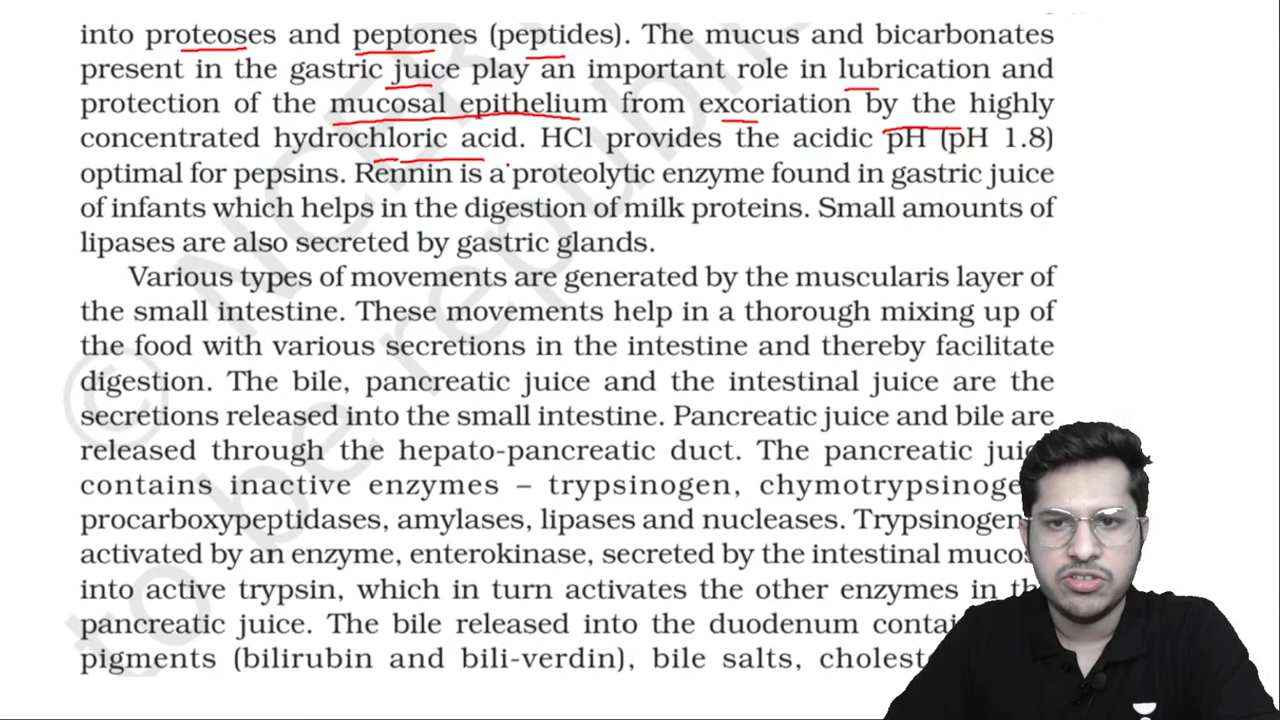 into proteoses and peptones (peptides). The mucus and bicarbonates
present in the gastric juice play an important role in lubrication and
protection of the mucosal epithelium from excoriation by the highly
concentrated hydrochloric acid. HCl provides the acidic pH (pH 1.8)
optimal for pepsins. Rennin is a proteolytic enzyme found in gastric juice
of infants which helps in the digestion of milk proteins. Small amounts of
lipases are also secreted by gastric glands.
Various types of movements are generated by the muscularis layer of
the small intestine. These movements help in a thorough mixing up of
the food with various secretions in the intestine and thereby facilitate
digestion. The bile, pancreatic juice and the intestinal juice are the
secretions released into the small intestine. Pancreatic juice and bile are
released through the hepato-pancreatic duct. The pancreatic
contains inactive enzymes – trypsinogen,
procarboxypeptidases, amylases, lipases and nucleases. Trypsinogen
activated by an enzyme, enterokinase, secreted by the intestinal
into active trypsin, which in turn activates the other enzymes in
pancreatic juice. The bile released into the duodenum
pigments (bilirubin and bili-verdin), bile salts,
© NCER
to be republi